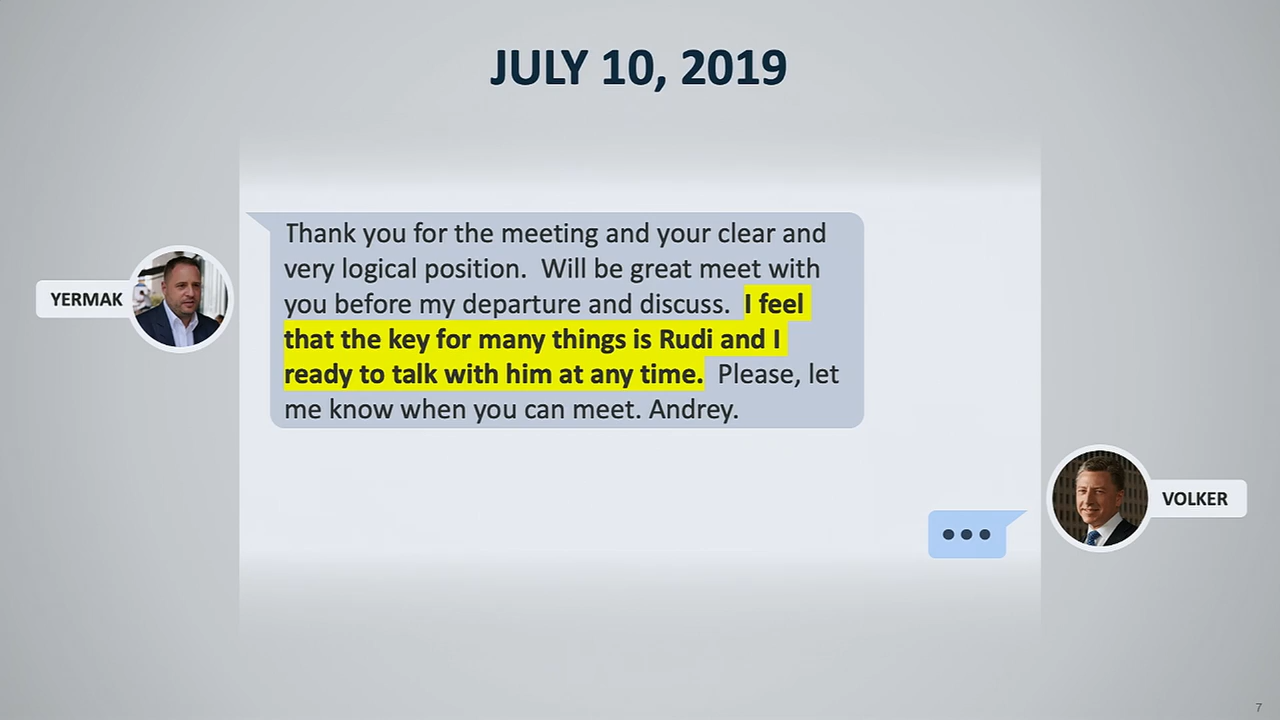 JULY 10, 2019
Thank you for the meeting and your clear and
very logical position.  Will be great meet with
you before my departure and discuss.  I feel
that the key for many things is Rudi and I
ready to talk with him at any time.  Please, let
me know when you can meet. Andrey.
YERMAK
VOLKER
7